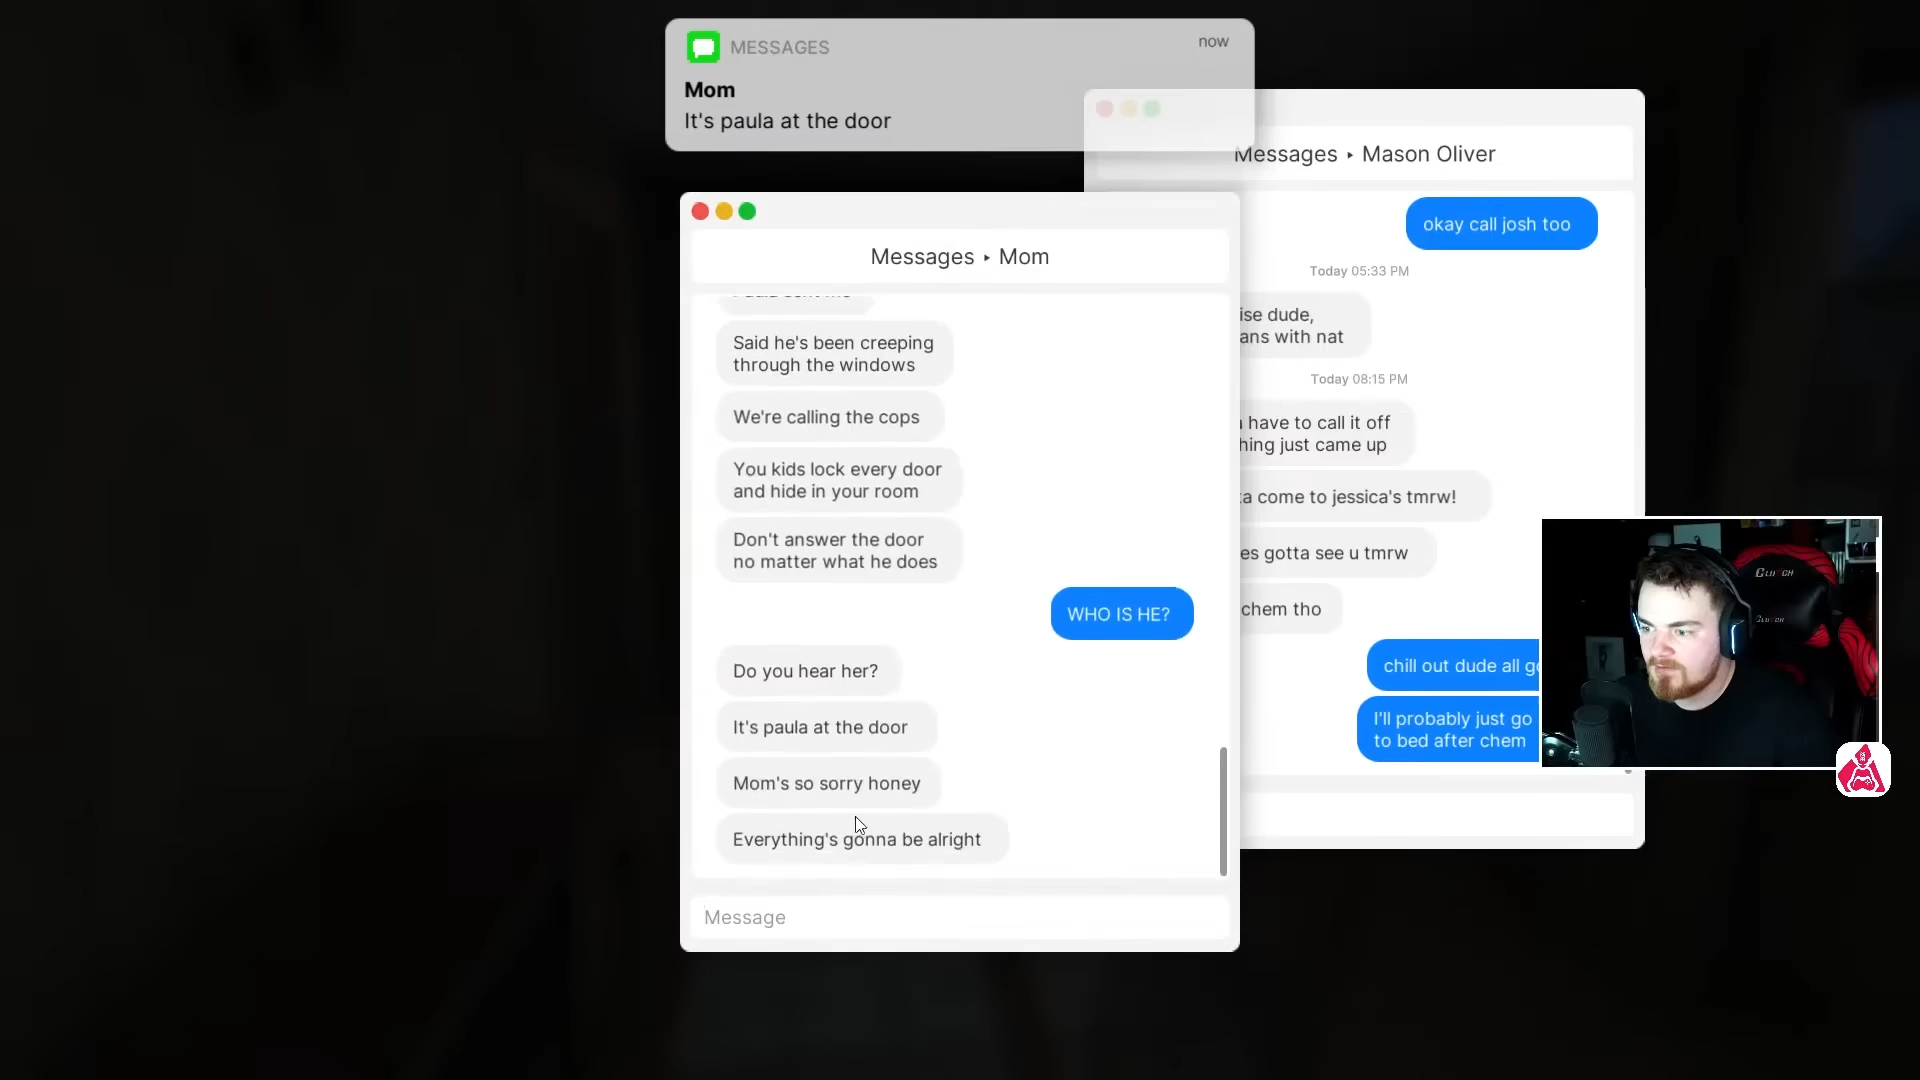 MESSAGES
now
Mom
It's paula at the door
Messages ▸ Mason Oliver
okay call josh too
Today 05:33 PM
ise dude,
ans with nat
Today 08:15 PM
have to call it off
hing just came up
a come to jessica's tmrw!
es gotta see u tmrw
chem tho
chill out dude all g
I'll probably just go
to bed after chem
Messages ▸ Mom
Said he's been creeping
through the windows
We're calling the cops
You kids lock every door
and hide in your room
Don't answer the door
no matter what he does
WHO IS HE?
Do you hear her?
It's paula at the door
Mom's so sorry honey
Everything's gonna be alright
Message
CLUTCH
CLUTCH